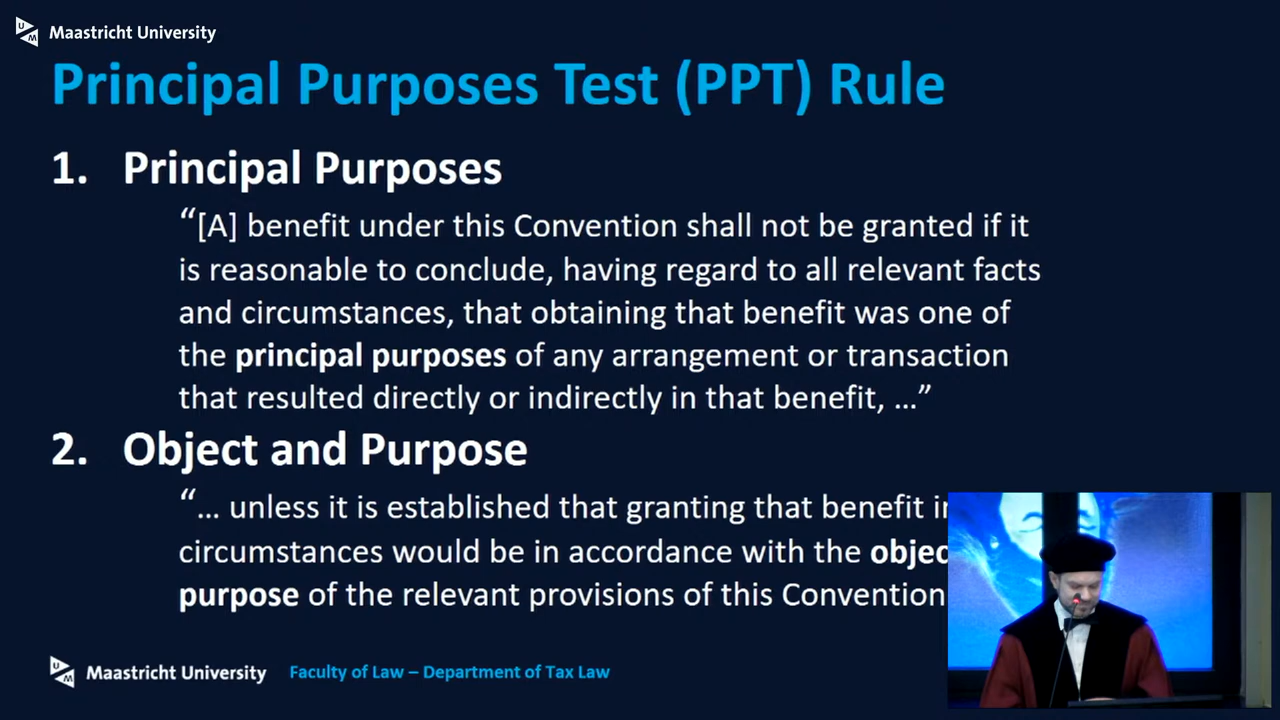 Maastricht University
Principal Purposes Test (PPT) Rule
1. Principal Purposes
“[A] benefit under this Convention shall not be granted if it
is reasonable to conclude, having regard to all relevant facts
and circumstances, that obtaining that benefit was one of
the principal purposes of any arrangement or transaction
that resulted directly or indirectly in that benefit, …”
2. Object and Purpose
“… unless it is established that granting that benefit
circumstances would be in accordance with the
purpose of the relevant provisions of this Convention
Maastricht University Faculty of Law – Department of Tax Law